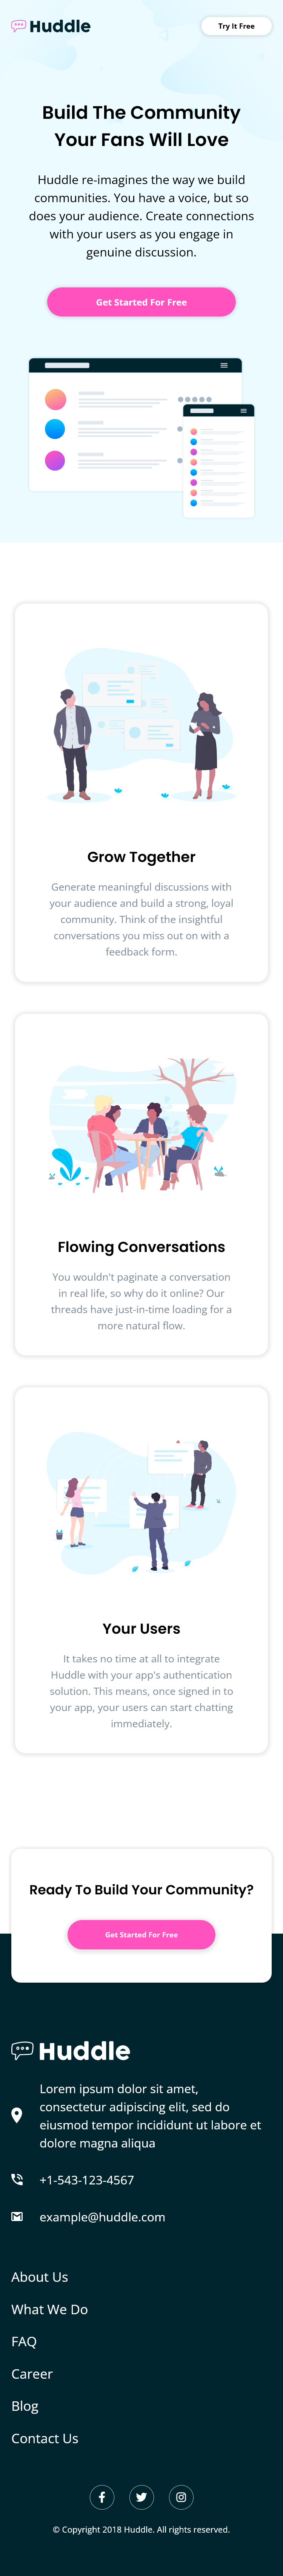 Huddle
Try It Free
Build The Community
Your Fans Will Love
Huddle re-imagines the way we build
communities. You have a voice, but so
does your audience. Create connections
with your users as you engage in
genuine discussion.
Get Started For Free
Grow Together
Generate meaningful discussions with
your audience and build a strong, loyal
community. Think of the insightful
conversations you miss out on with a
feedback form.
Flowing Conversations
You wouldn't paginate a conversation
in real life, so why do it online? Our
threads have just-in-time loading for a
more natural flow.
Your Users
It takes no time at all to integrate
Huddle with your app's authentication
solution. This means, once signed in to
your app, your users can start chatting
immediately.
Ready To Build Your Community?
Get Started For Free
Huddle
Lorem ipsum dolor sit amet,
consectetur adipiscing elit, sed do
eiusmod tempor incididunt ut labore et
dolore magna aliqua
+1-543-123-4567
example@huddle.com
About Us
What We Do
FAQ
Career
Blog
Contact Us
© Copyright 2018 Huddle. All rights reserved.